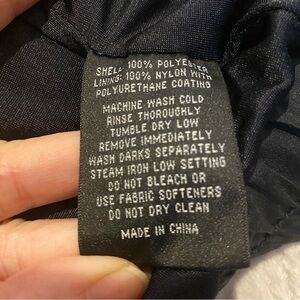 SHELL: 100% POLYESTER
LINING: 100% NYLON WITH
POLYURETHANE COATING
MACHINE WASH COLD
RINSE THOROUGHLY
TUMBLE DRY LOW
REMOVE IMMEDIATELY
WASH DARKS SEPARATELY
STEAM IRON LOW SETTING
DO NOT BLEACH OR
USE FABRIC SOFTENERS
DO NOT DRY CLEAN
MADE IN CHINA